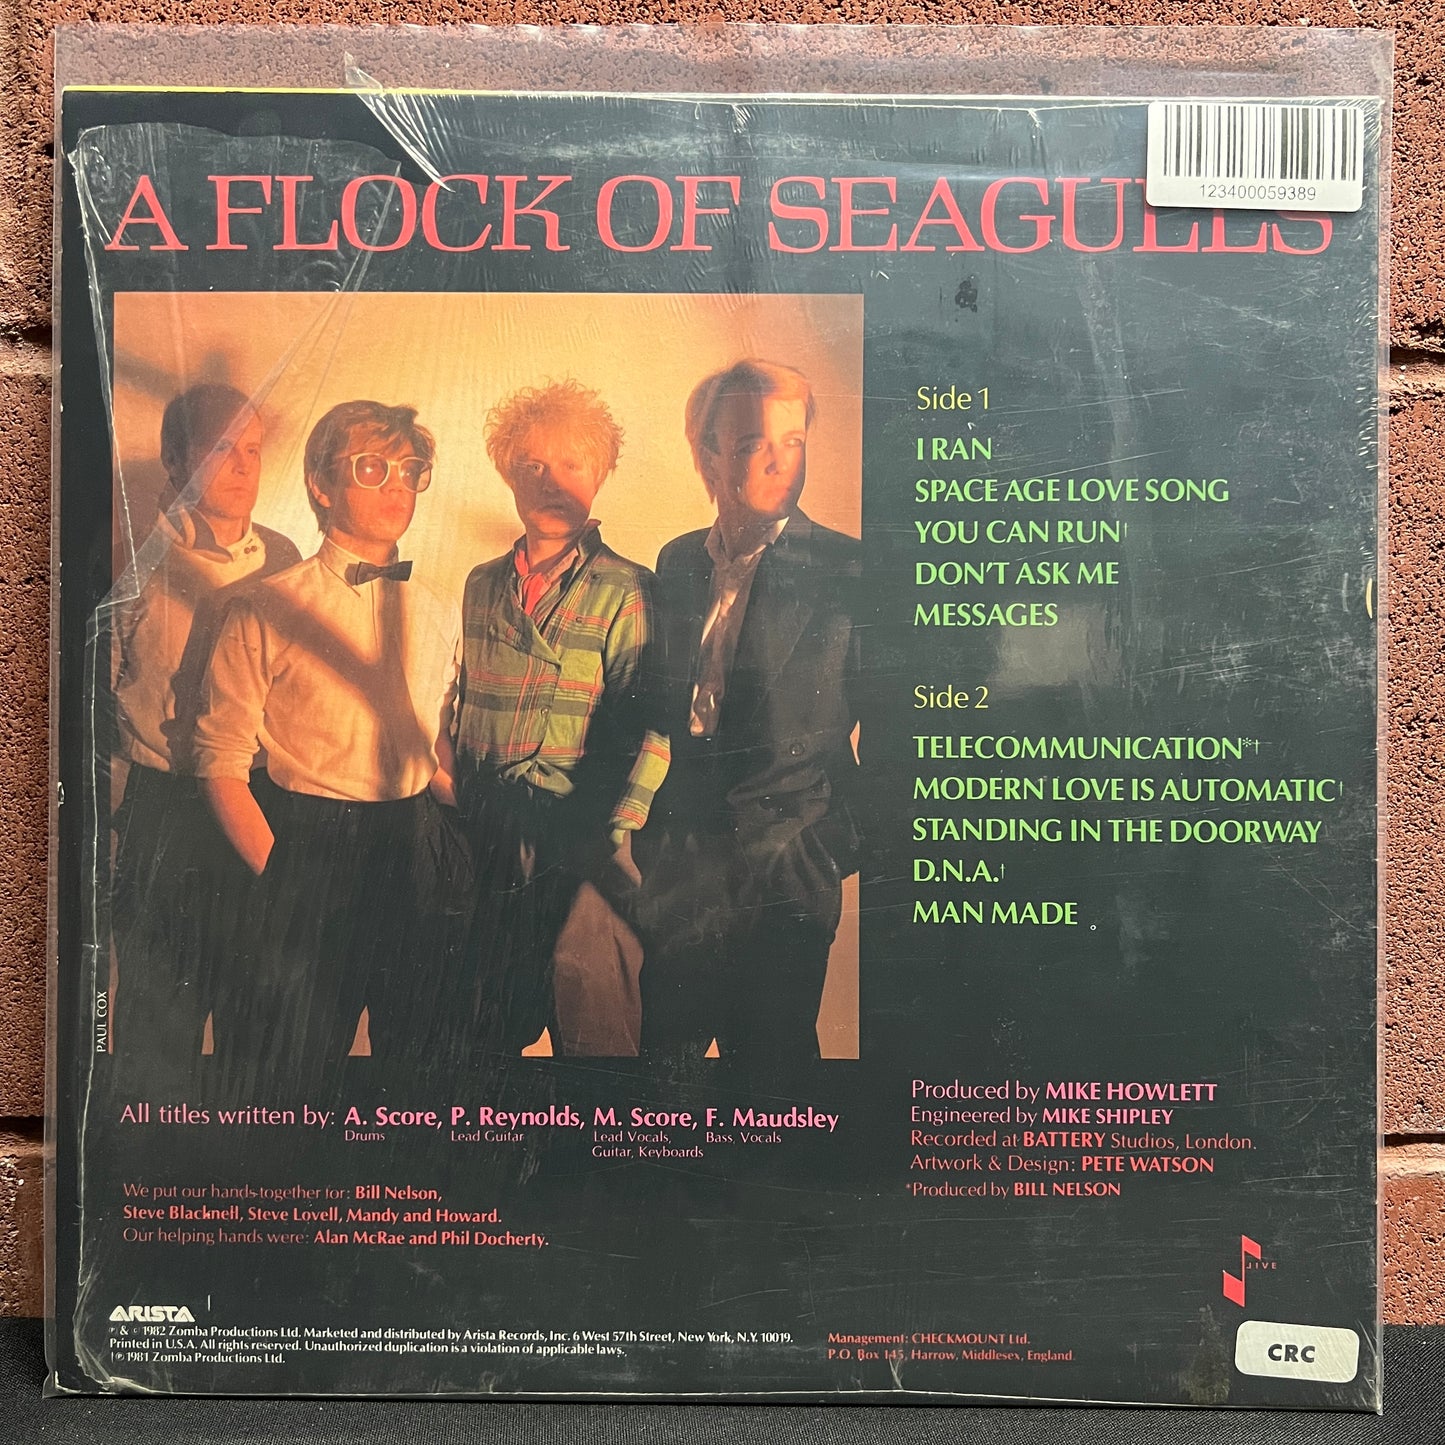 123400059389
A FLOCK OF SEAGULLS
Side 1
I RAN
SPACE AGE LOVE SONG
YOU CAN RUN†
DON'T ASK ME
MESSAGES
Side 2
TELECOMMUNICATION*†
MODERN LOVE IS AUTOMATIC†
STANDING IN THE DOORWAY
D.N.A.†
MAN MADE
PAUL COX
All titles written by: A. Score, P. Reynolds, M. Score, F. Maudsley
Drums Lead Guitar Lead Vocals, Bass, Vocals
Guitar, Keyboards
We put our hands together for: Bill Nelson,
Steve Blacknell, Steve Lovell, Mandy and Howard.
Our helping hands were: Alan McRae and Phil Docherty.
Produced by MIKE HOWLETT
Engineered by MIKE SHIPLEY
Recorded at BATTERY Studios, London.
Artwork & Design: PETE WATSON
*Produced by BILL NELSON
JIVE
ARISTA
℗ & © 1982 Zomba Productions Ltd. Marketed and distributed by Arista Records, Inc. 6 West 57th Street, New York, N.Y. 10019.
Printed in U.S.A. All rights reserved. Unauthorized duplication is a violation of applicable laws.
†℗ 1981 Zomba Productions Ltd.
Management: CHECKMOUNT Ltd.
P.O. Box 145, Harrow, Middlesex, England.
CRC